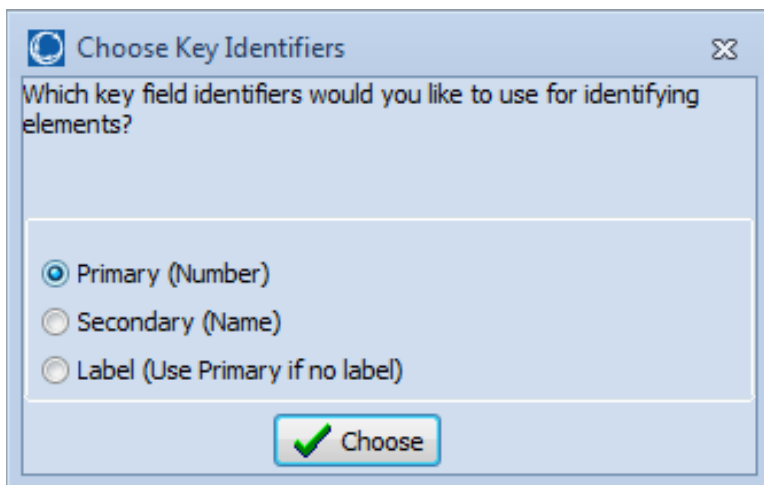 Choose Key Identifiers
Which key field identifiers would you like to use for identifying
elements?
Primary (Number)
Secondary (Name)
Label (Use Primary if no label)
Choose